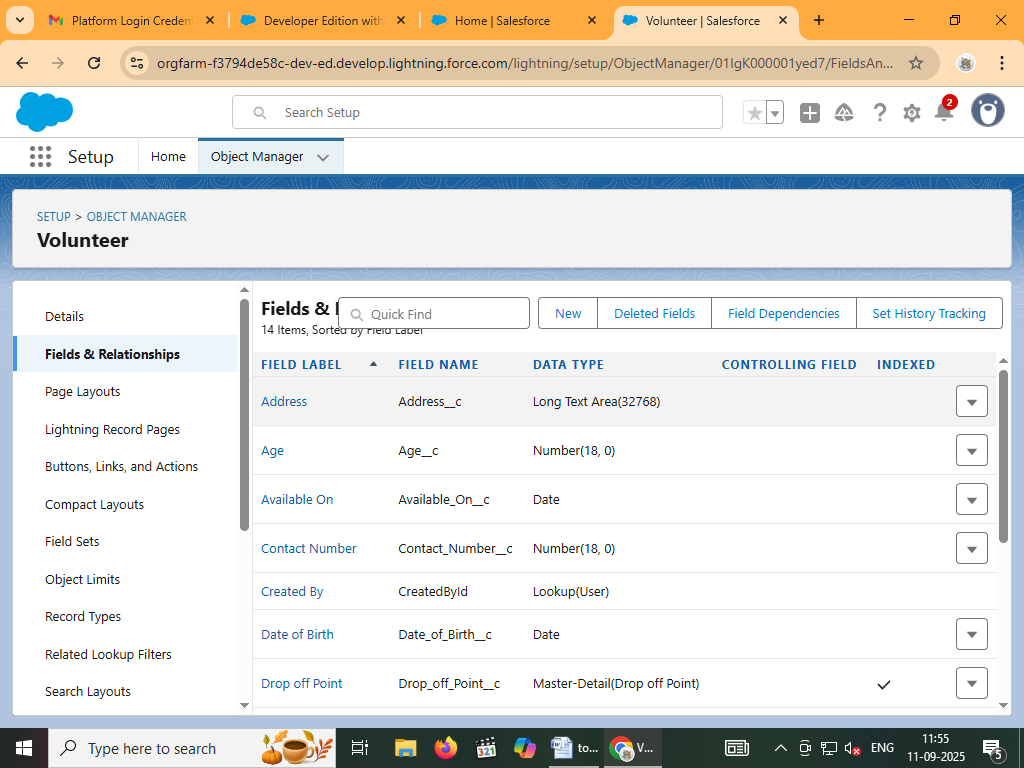 Platform Login Creden
Developer Edition with
Home | Salesforce
Volunteer | Salesforce
orgfarm-f3794de58c-dev-ed.develop.lightning.force.com/lightning/setup/ObjectManager/01IgK000001yed7/FieldsAn...
Search Setup
2
Setup
Home
Object Manager
SETUP > OBJECT MANAGER
Volunteer
Details
Fields & Relationships
Page Layouts
Lightning Record Pages
Buttons, Links, and Actions
Compact Layouts
Field Sets
Object Limits
Record Types
Related Lookup Filters
Search Layouts
Fields &
Quick Find
New
Deleted Fields
Field Dependencies
Set History Tracking
14 Items, Sorted by Field Label
FIELD LABEL FIELD NAME DATA TYPE CONTROLLING FIELD INDEXED
Address Address__c Long Text Area(32768)
Age Age__c Number(18, 0)
Available On Available_On__c Date
Contact Number Contact_Number__c Number(18, 0)
Created By CreatedById Lookup(User)
Date of Birth Date_of_Birth__c Date
Drop off Point Drop_off_Point__c Master-Detail(Drop off Point)
Type here to search
321
to...
V...
ENG
11:55
11-09-2025
5